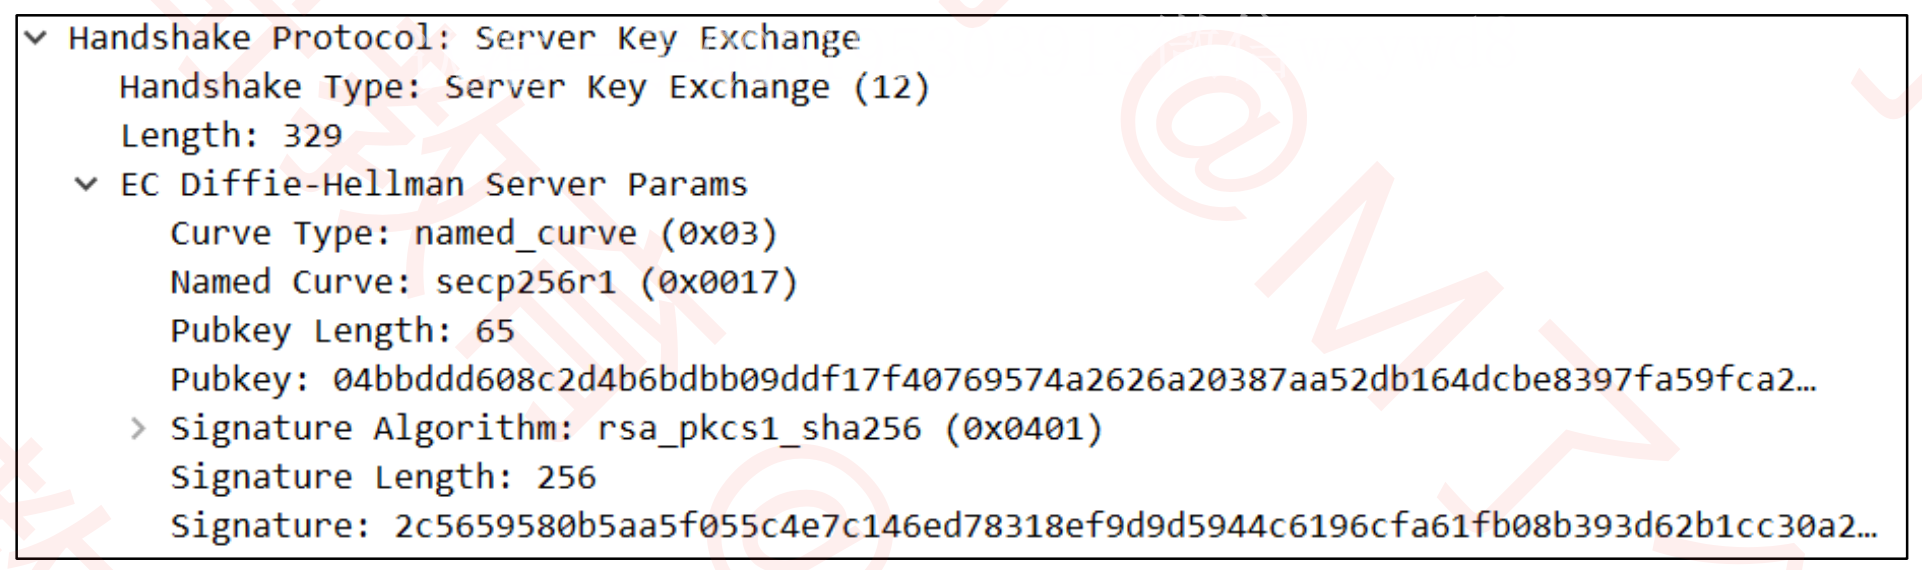 Handshake Protocol: Server Key Exchange
Handshake Type: Server Key Exchange (12)
Length: 329
EC Diffie-Hellman Server Params
Curve Type: named_curve (0x03)
Named Curve: secp256r1 (0x0017)
Pubkey Length: 65
Pubkey: 04bbddd608c2d4b6bdbb09ddf17f40769574a2626a20387aa52db164dcbe8397fa59fca2…
Signature Algorithm: rsa_pkcs1_sha256 (0x0401)
Signature Length: 256
Signature: 2c5659580b5aa5f055c4e7c146ed78318ef9d9d5944c6196cfa61fb08b393d62b1cc30a2…